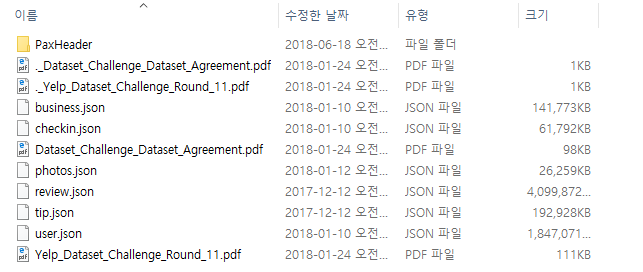 이름 수정한 날짜 유형 크기
PaxHeader 2018-06-18 오전... 파일 폴더
._Dataset_Challenge_Dataset_Agreement.pdf 2018-01-24 오전... PDF 파일 1KB
._Yelp_Dataset_Challenge_Round_11.pdf 2018-01-24 오전... PDF 파일 1KB
business.json 2018-01-10 오전... JSON 파일 141,773KB
checkin.json 2018-01-10 오전... JSON 파일 61,792KB
Dataset_Challenge_Dataset_Agreement.pdf 2018-01-24 오전... PDF 파일 98KB
photos.json 2018-01-12 오전... JSON 파일 26,259KB
review.json 2017-12-12 오전... JSON 파일 4,099,872...
tip.json 2017-12-12 오전... JSON 파일 192,928KB
user.json 2018-01-10 오전... JSON 파일 1,847,071...
Yelp_Dataset_Challenge_Round_11.pdf 2018-01-24 오전... PDF 파일 111KB